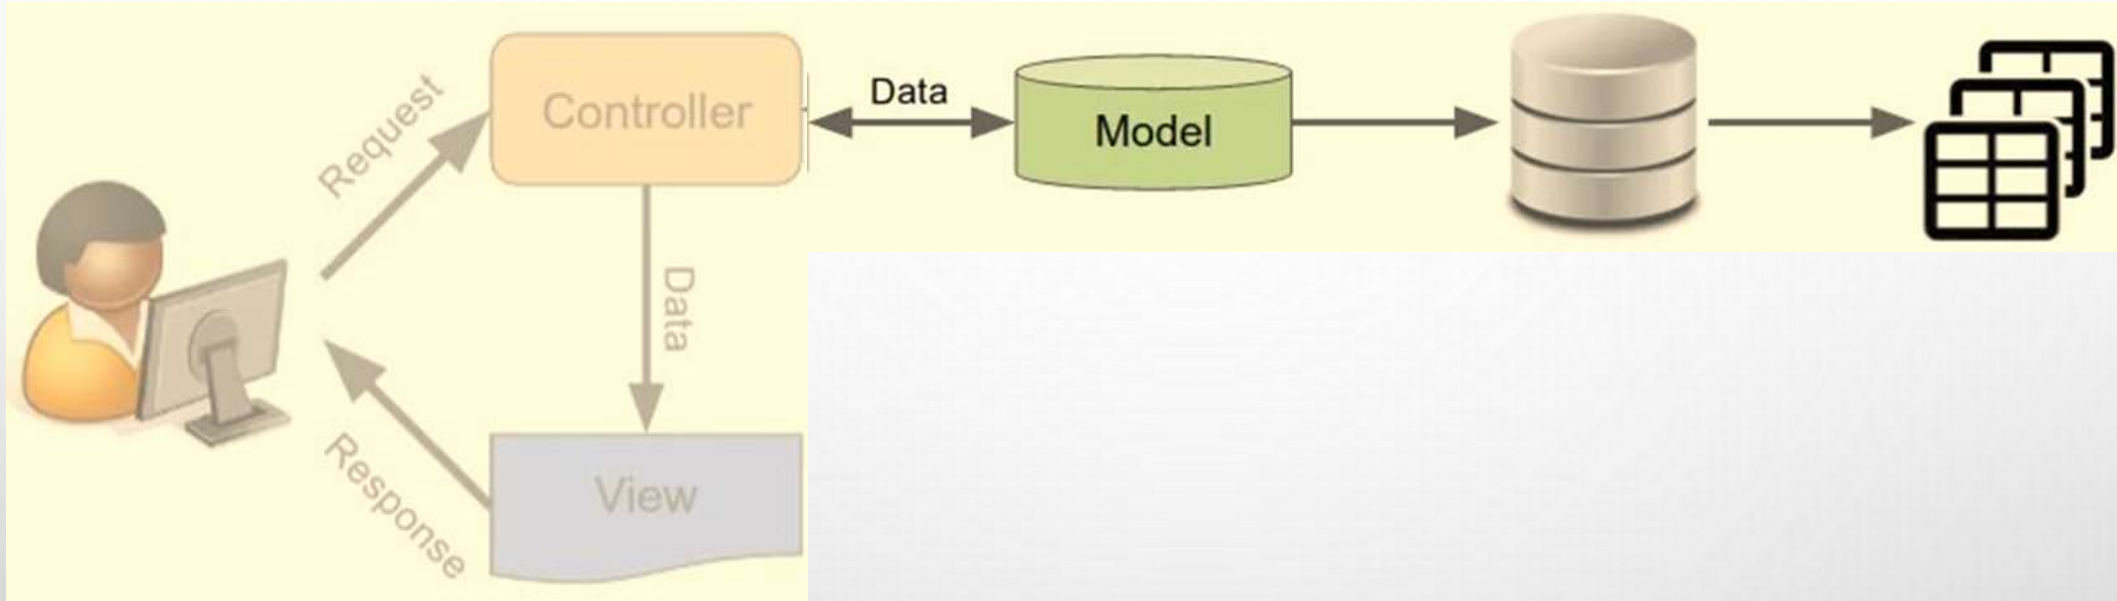 Request
Controller
Data
Model
Data
View
Response